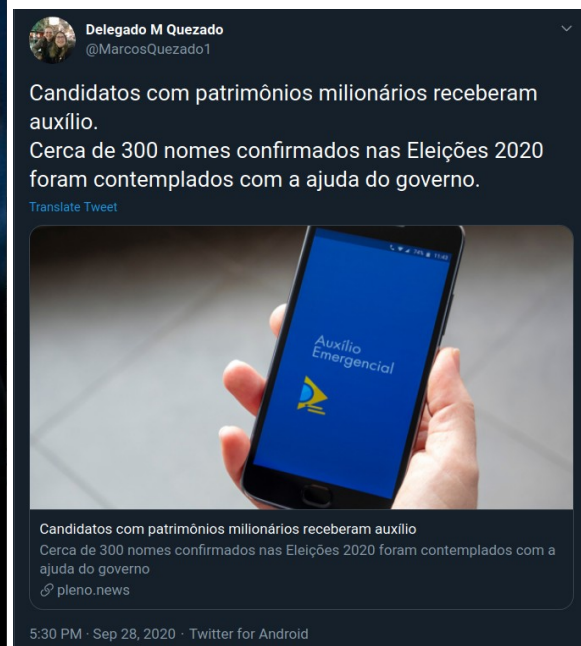 Delegado M Quezado
@MarcosQuezado1
Candidatos com patrimônios milionários receberam
auxílio.
Cerca de 300 nomes confirmados nas Eleições 2020
foram contemplados com a ajuda do governo.
Translate Tweet
74% 11:43
Auxílio
Emergencial
Candidatos com patrimônios milionários receberam auxílio
Cerca de 300 nomes confirmados nas Eleições 2020 foram contemplados com a
ajuda do governo
pleno.news
5:30 PM · Sep 28, 2020 · Twitter for Android